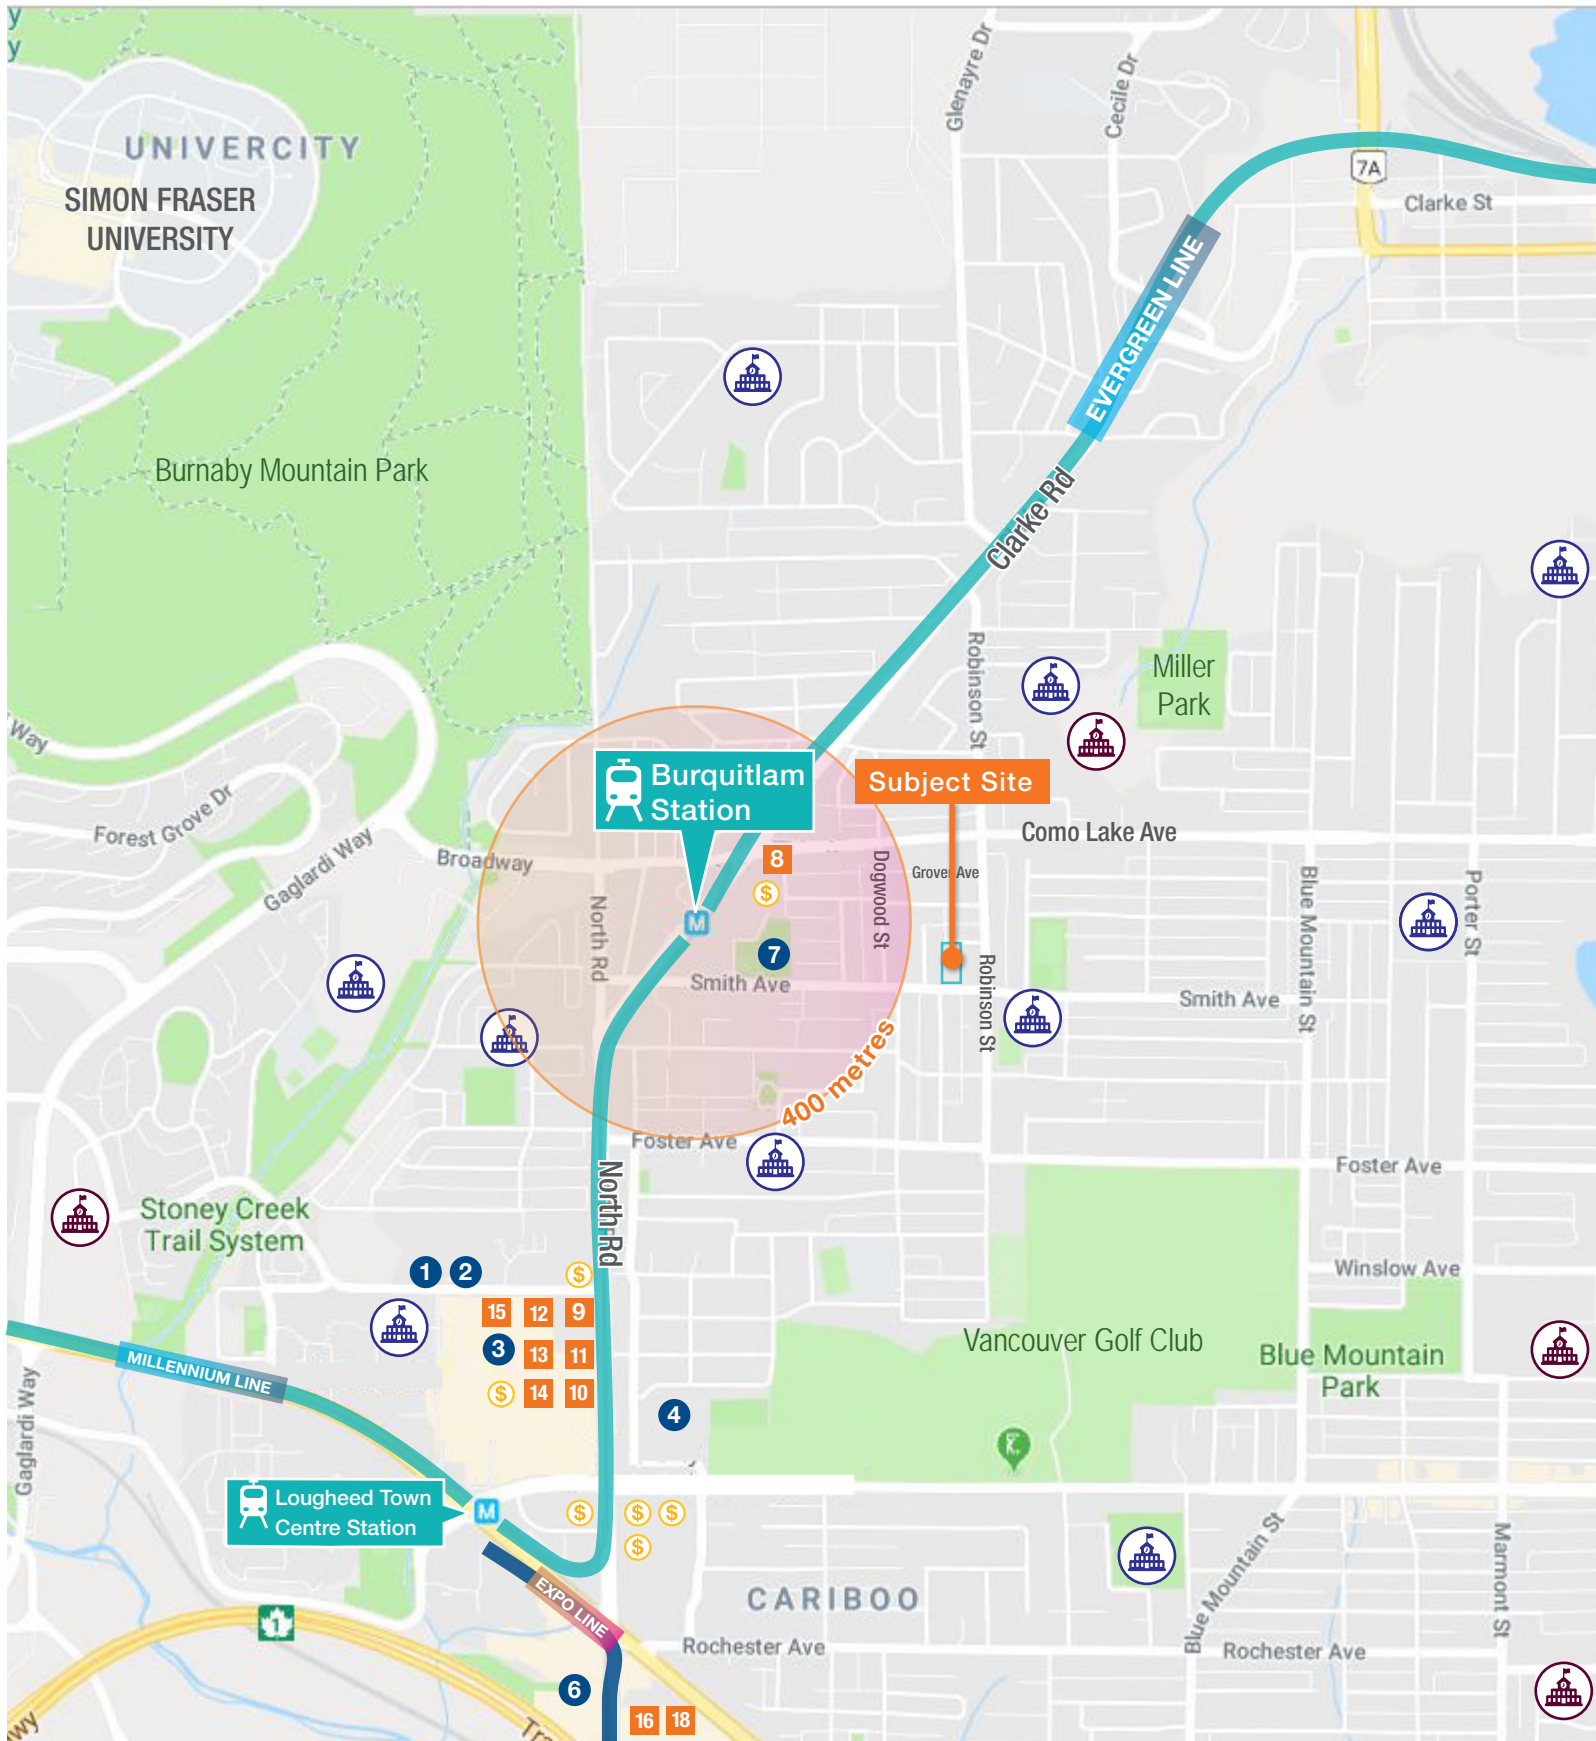 y
y
Glenayre Dr
Cecile Dr
UNIVERCITY
SIMON FRASER
UNIVERSITY
7A
Clarke St
EVERGREEN LINE
Burnaby Mountain Park
Clarke Rd
Robinson St
Miller
Park
Way
Burquitlam
Station
Subject Site
Forest Grove Dr
Gaglardi Way
Broadway
Como Lake Ave
8
$
Dogwood St
Grover Ave
Blue Mountain St
Porter St
North Rd
M
7
Smith Ave
Robinson St
Smith Ave
400 metres
Foster Ave
Foster Ave
North Rd
Stoney Creek
Trail System
1
2
$
Winslow Ave
15
12
9
3
13
11
$
14
10
Vancouver Golf Club
Blue Mountain
Park
MILLENNIUM LINE
4
Gaglardi Way
Lougheed Town
Centre Station
M
$
$
$
$
Blue Mountain St
Marmont St
EXPO LINE
CARIBOO
1
Rochester Ave
Rochester Ave
6
16
18
wy
Tra